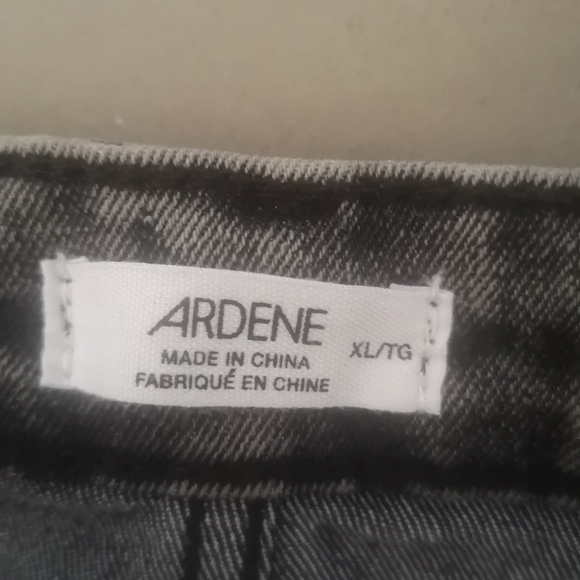 ARDENE
XL/TG
MADE IN CHINA
FABRIQUÉ EN CHINE